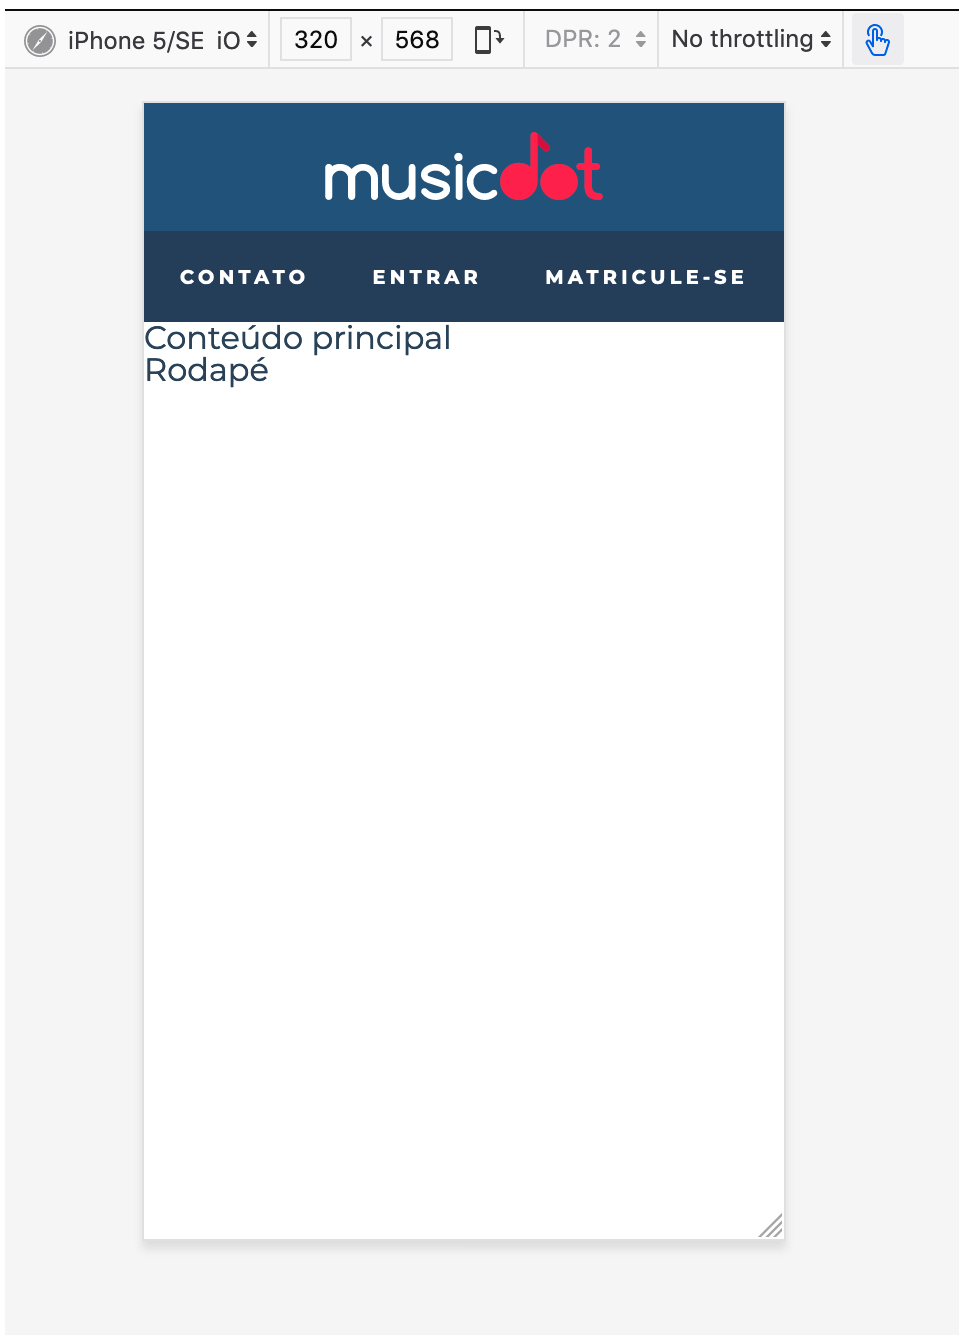 iPhone 5/SE iO 320 × 568 DPR: 2 No throttling
musicdot
CONTATO ENTRAR MATRICULE-SE
Conteúdo principal
Rodapé